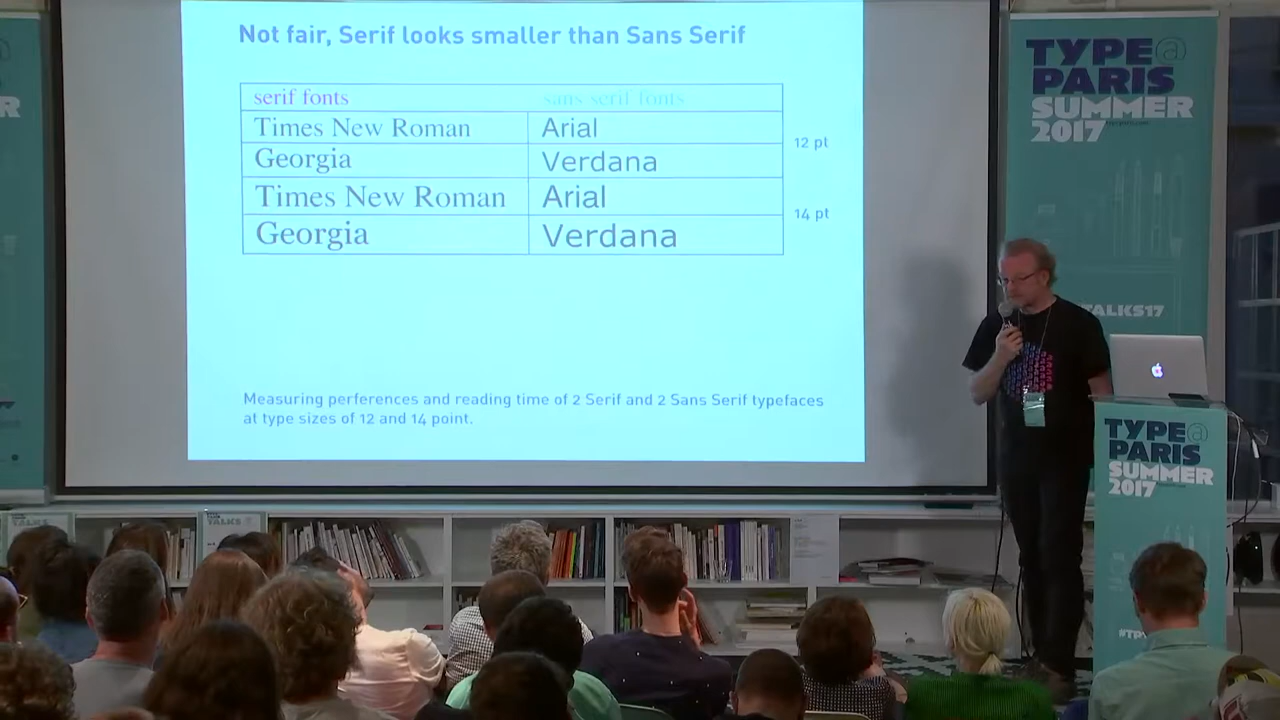 Not fair, Serif looks smaller than Sans Serif
serif fonts sans serif fonts
Times New Roman Arial
12 pt
Georgia Verdana
Times New Roman Arial
14 pt
Georgia Verdana
Measuring perferences and reading time of 2 Serif and 2 Sans Serif typefaces
at type sizes of 12 and 14 point.
TYPE@
PARIS
SUMMER
2017
TALKS17
TYPE@
PARIS
SUMMER
2017
TALKS
R